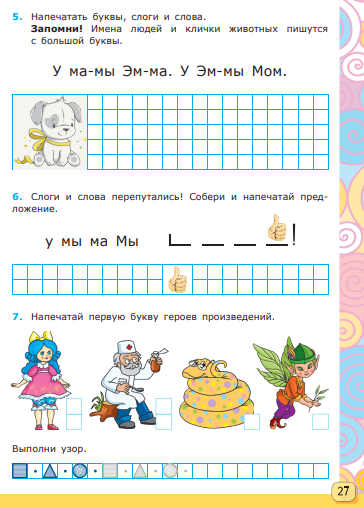 5. Напечатать буквы, слоги и слова.
Запомни! Имена людей и клички животных пишутся
с большой буквы.
У ма-мы Эм-ма. У Эм-мы Мом.
6. Слоги и слова перепутались! Собери и напечатай пред-
ложение.
у мы ма Мы !
7. Напечатай первую букву героев произведений.
Выполни узор.
27